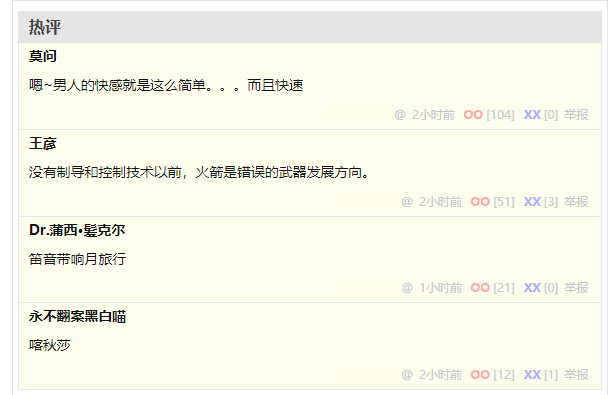 热评
莫问
嗯~男人的快感就是这么简单。。。而且快速
@ 2小时前 OO [104] XX [0] 举报
王彦
没有制导和控制技术以前，火箭是错误的武器发展方向。
@ 2小时前 OO [51] XX [3] 举报
Dr.蒲西•髪克尔
笛音带响月旅行
@ 1小时前 OO [21] XX [0] 举报
永不翻案黑白喵
喀秋莎
@ 2小时前 OO [12] XX [1] 举报